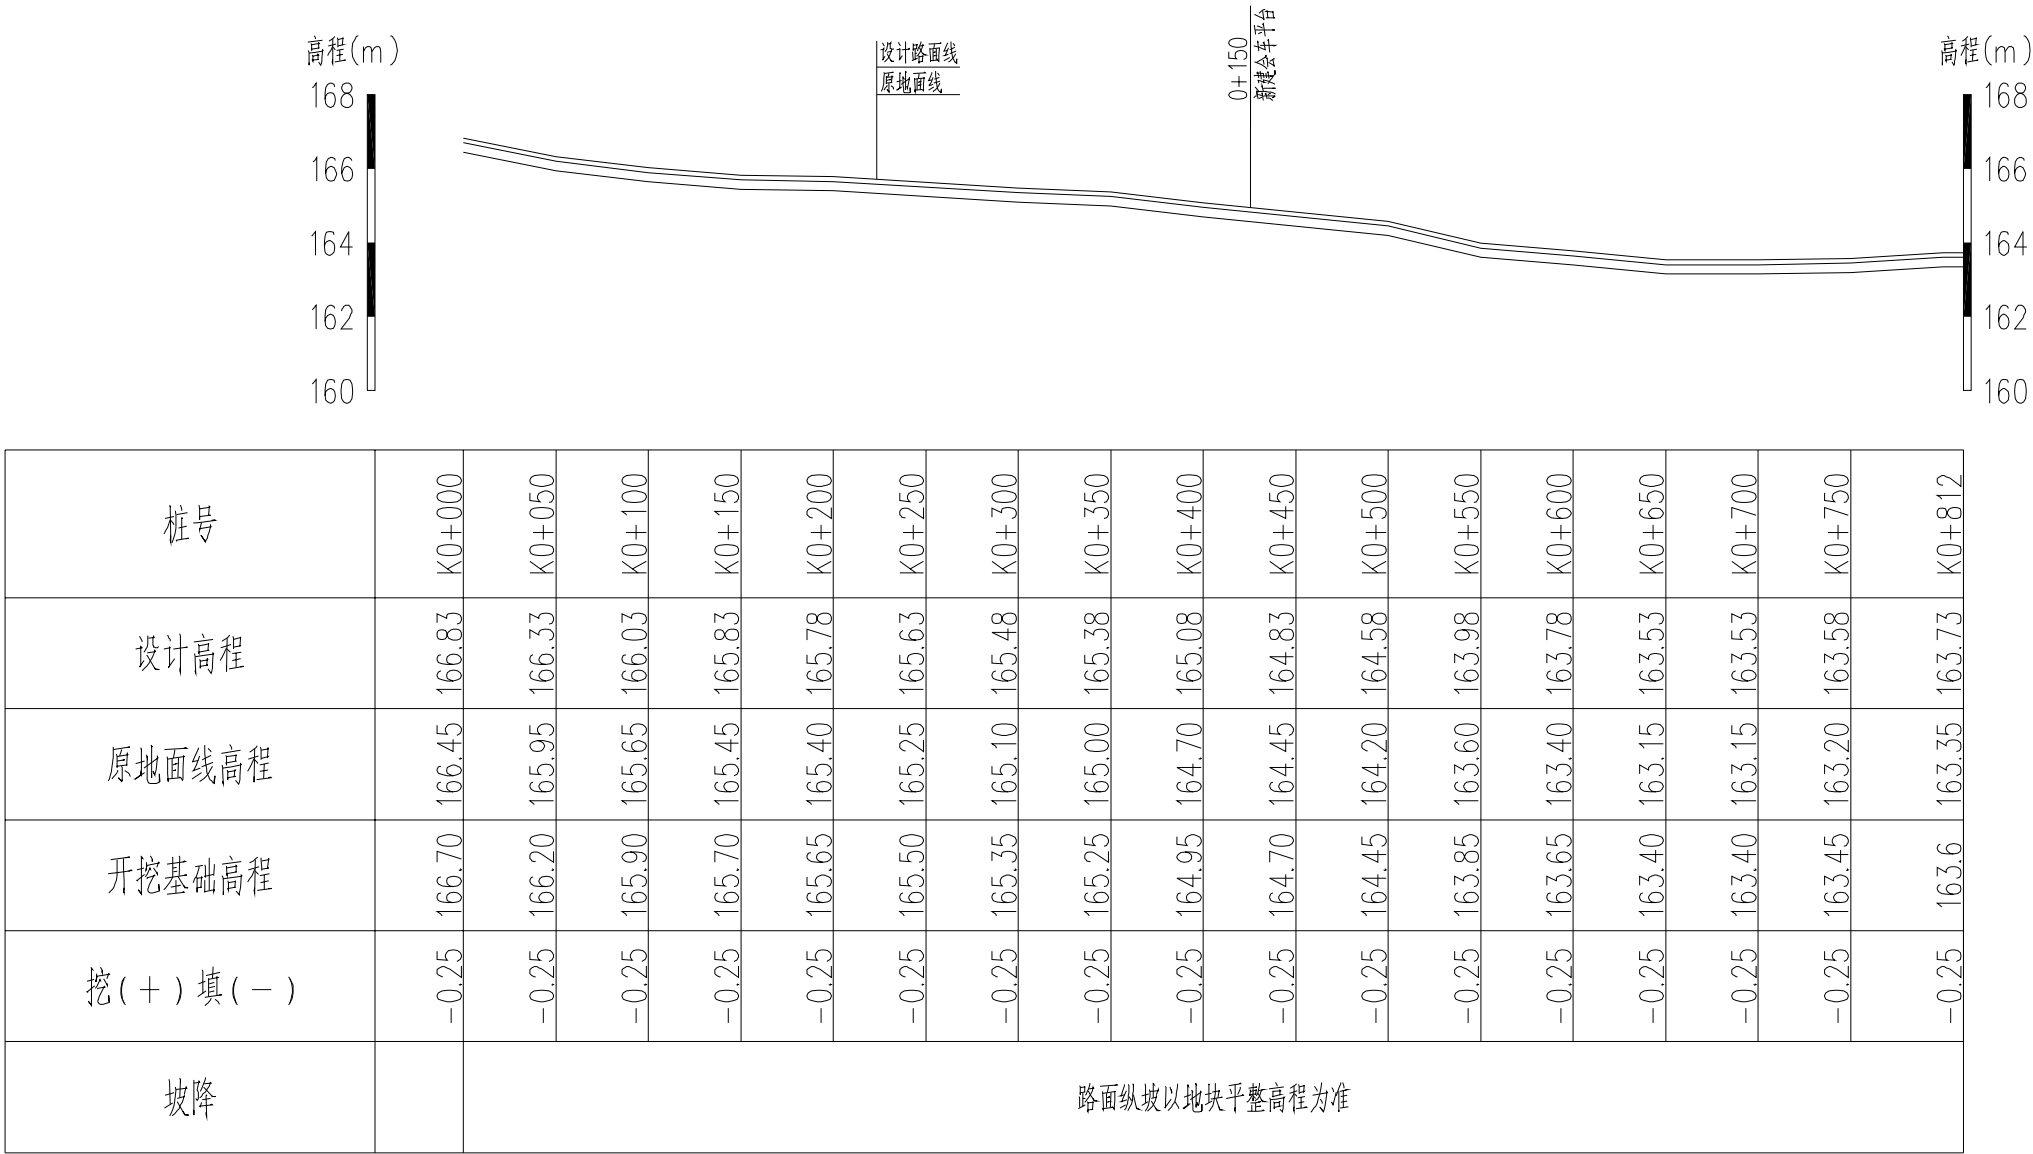 高程(m)
168
166
164
162
160
设计路面线
原地面线
0+150
新建会车平台
高程(m)
168
166
164
162
160
桩号 K0+000 K0+050 K0+100 K0+150 K0+200 K0+250 K0+300 K0+350 K0+400 K0+450 K0+500 K0+550 K0+600 K0+650 K0+700 K0+750 K0+812
设计高程 166.83 166.33 166.03 165.83 165.78 165.63 165.48 165.38 165.08 164.83 164.58 163.98 163.78 163.53 163.53 163.58 163.73
原地面线高程 166.45 165.95 165.65 165.45 165.40 165.25 165.10 165.00 164.70 164.45 164.20 163.60 163.40 163.15 163.15 163.20 163.35
开挖基础高程 166.70 166.20 165.90 165.70 165.65 165.50 165.35 165.25 164.95 164.70 164.45 163.85 163.65 163.40 163.40 163.45 163.6
挖(+)填(-) -0.25 -0.25 -0.25 -0.25 -0.25 -0.25 -0.25 -0.25 -0.25 -0.25 -0.25 -0.25 -0.25 -0.25 -0.25 -0.25 -0.25
坡降 路面纵坡以地块平整高程为准